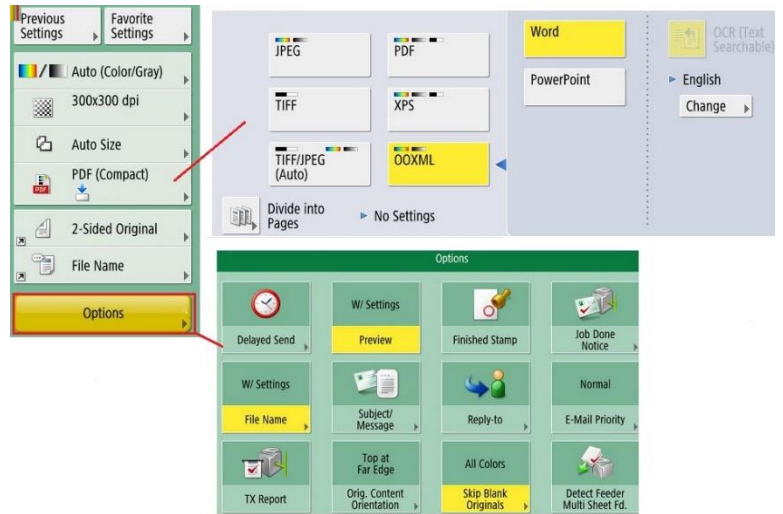 Previous
Settings
Favorite
Settings
Auto (Color/Gray)
300x300 dpi
Auto Size
PDF (Compact)
2-Sided Original
File Name
Options
JPEG
PDF
TIFF
XPS
TIFF/JPEG
(Auto)
OOXML
Divide into
Pages
No Settings
Word
PowerPoint
OCR (Text
Searchable)
English
Change
Options
Delayed Send
W/ Settings
Preview
Finished Stamp
Job Done
Notice
W/ Settings
File Name
Subject/
Message
Reply-to
Normal
E-Mail Priority
TX Report
Top at
Far Edge
Orig. Content
Orientation
All Colors
Skip Blank
Originals
Detect Feeder
Multi Sheet Fd.